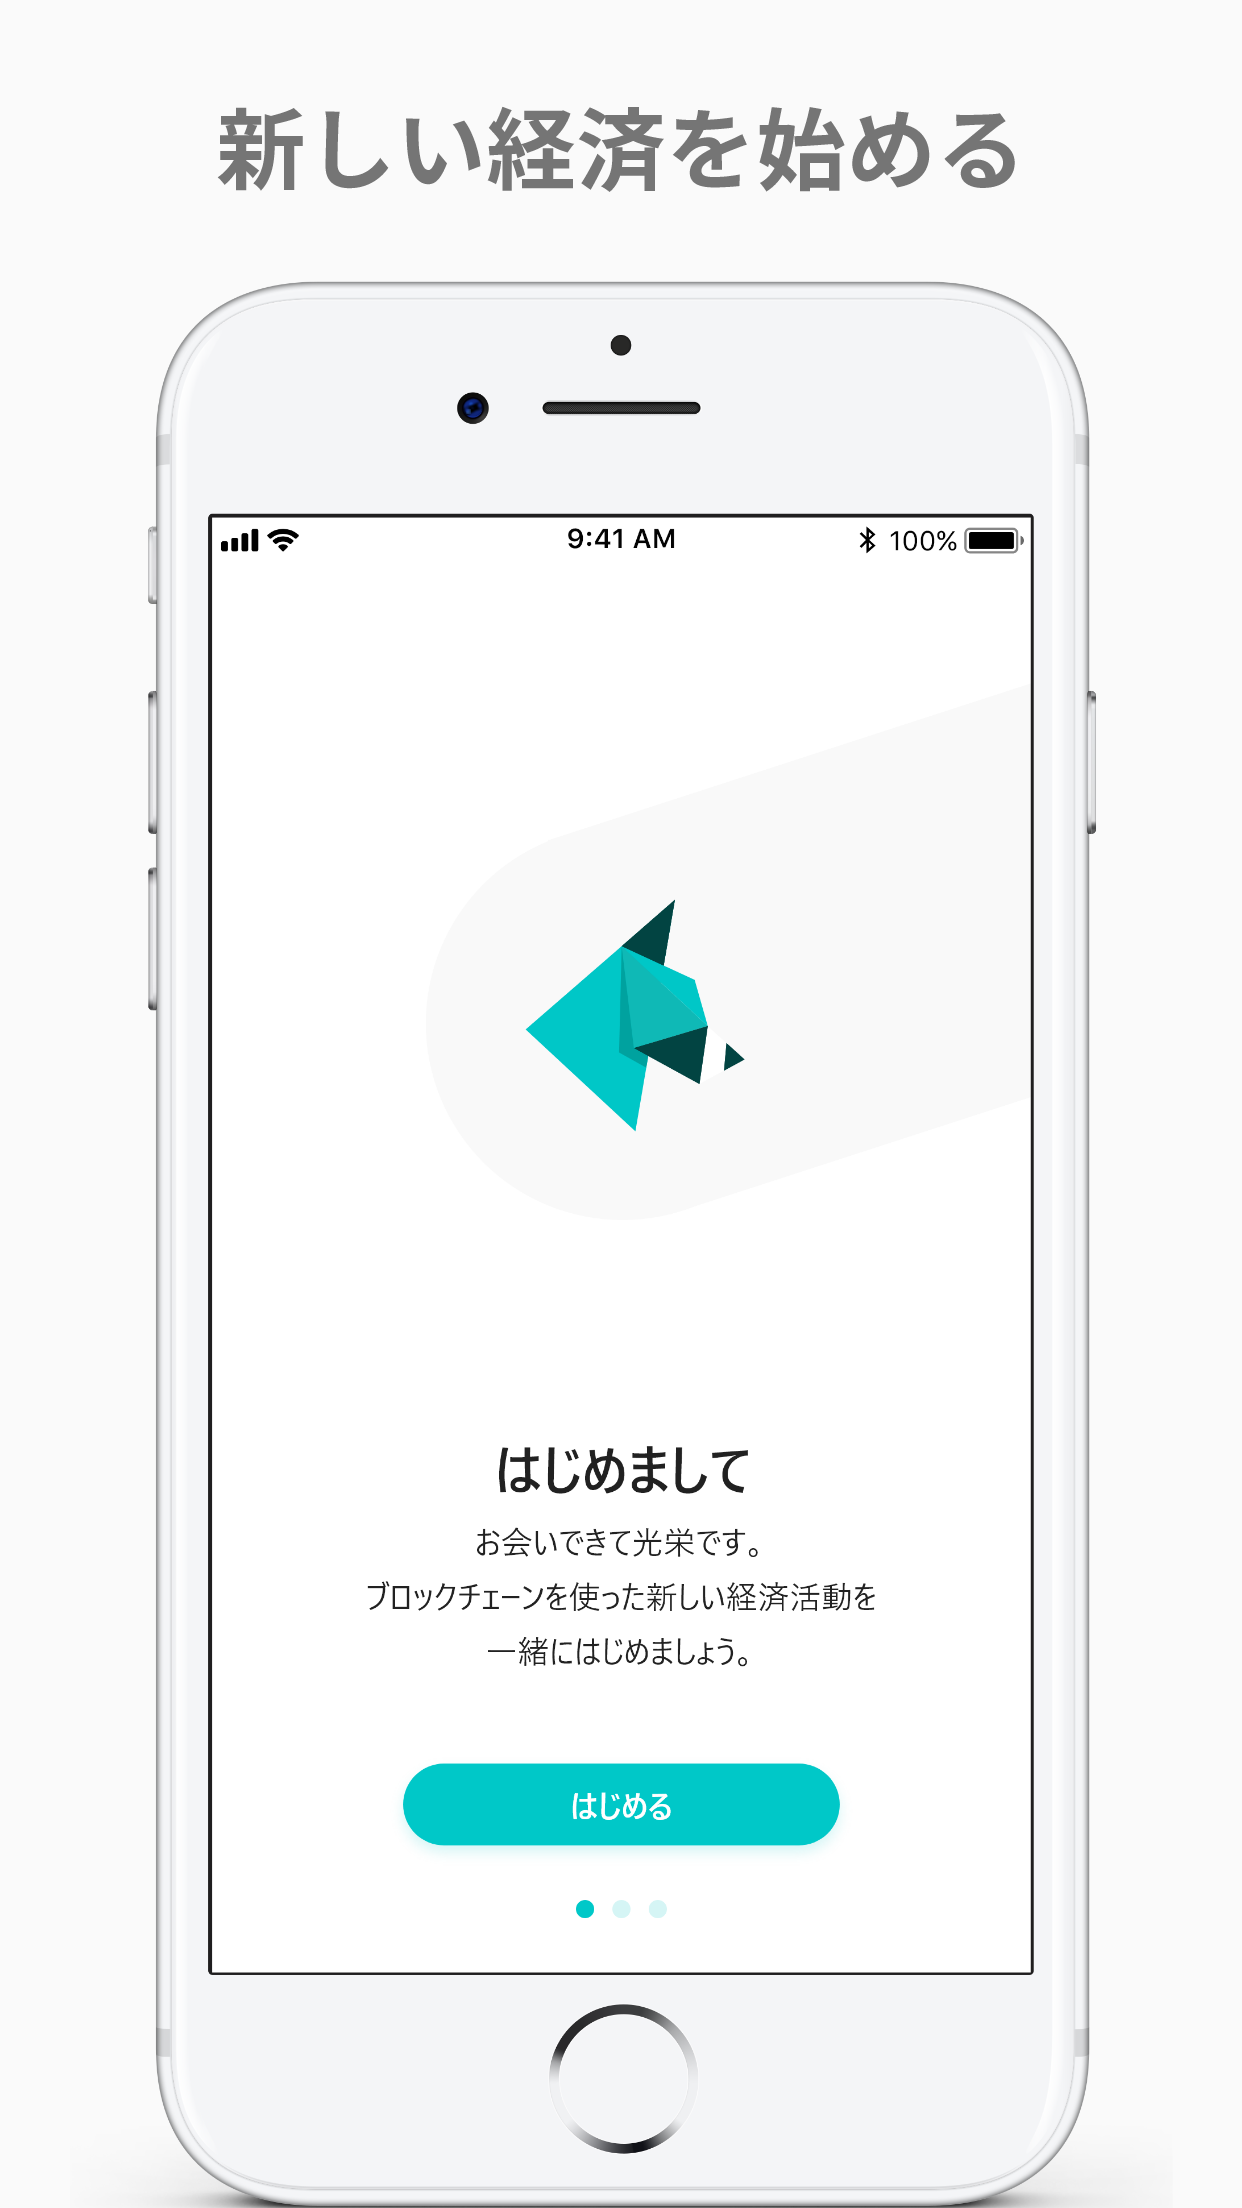 新しい経済を始める
9:41 AM
100%
はじめまして
お会いできて光栄です。
ブロックチェーンを使った新しい経済活動を
一緒にはじめましょう。
はじめる